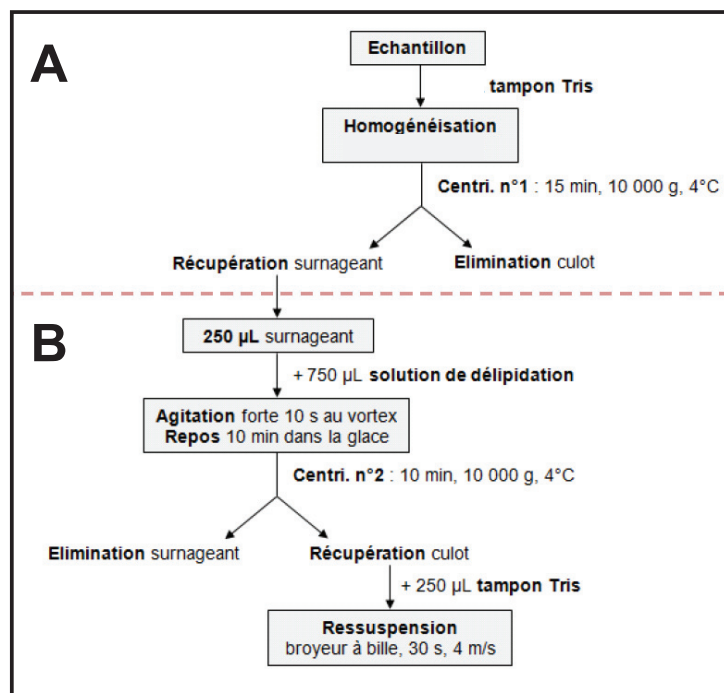 A
Echantillon
tampon Tris
Homogénéisation
Centri. n°1 : 15 min, 10 000 g, 4°C
Récupération surnageant
Elimination culot
B
250 µL surnageant
+ 750 µL solution de délipidation
Agitation forte 10 s au vortex
Repos 10 min dans la glace
Centri. n°2 : 10 min, 10 000 g, 4°C
Elimination surnageant
Récupération culot
+ 250 µL tampon Tris
Ressuspension
broyeur à bille, 30 s, 4 m/s